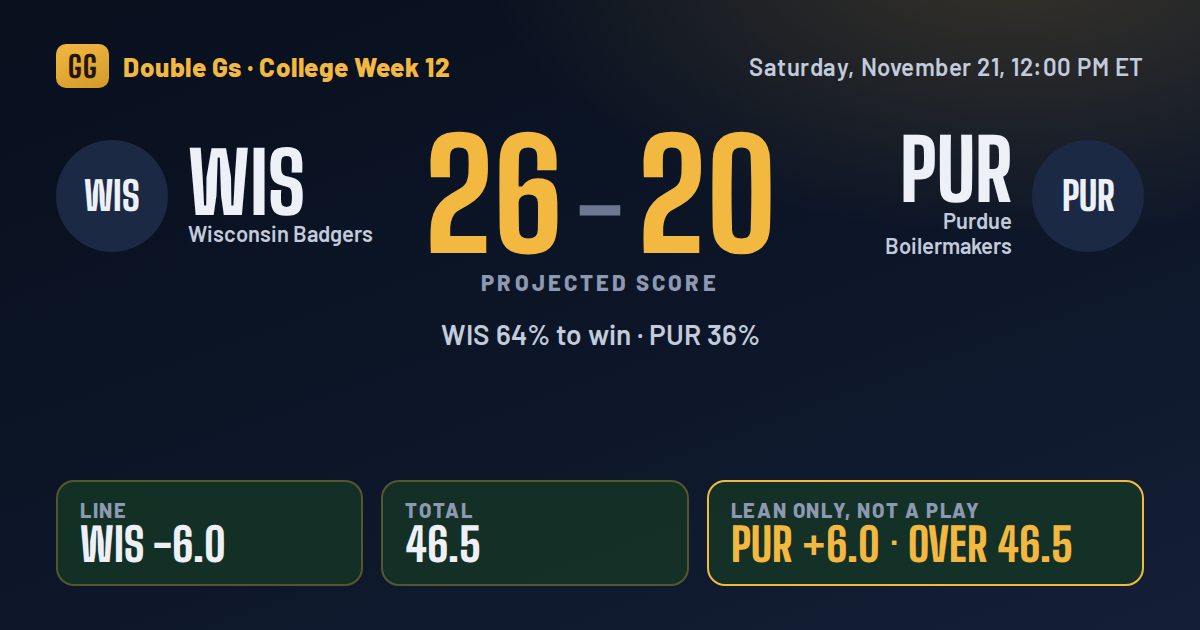 GG
Double Gs · College Week 12
Saturday, November 21, 12:00 PM ET
WIS
WIS
Wisconsin Badgers
26 – 20
PROJECTED SCORE
WIS 64% to win · PUR 36%
PUR
Purdue
Boilermakers
PUR
LINE
WIS −6.0
TOTAL
46.5
LEAN ONLY, NOT A PLAY
PUR +6.0 · OVER 46.5